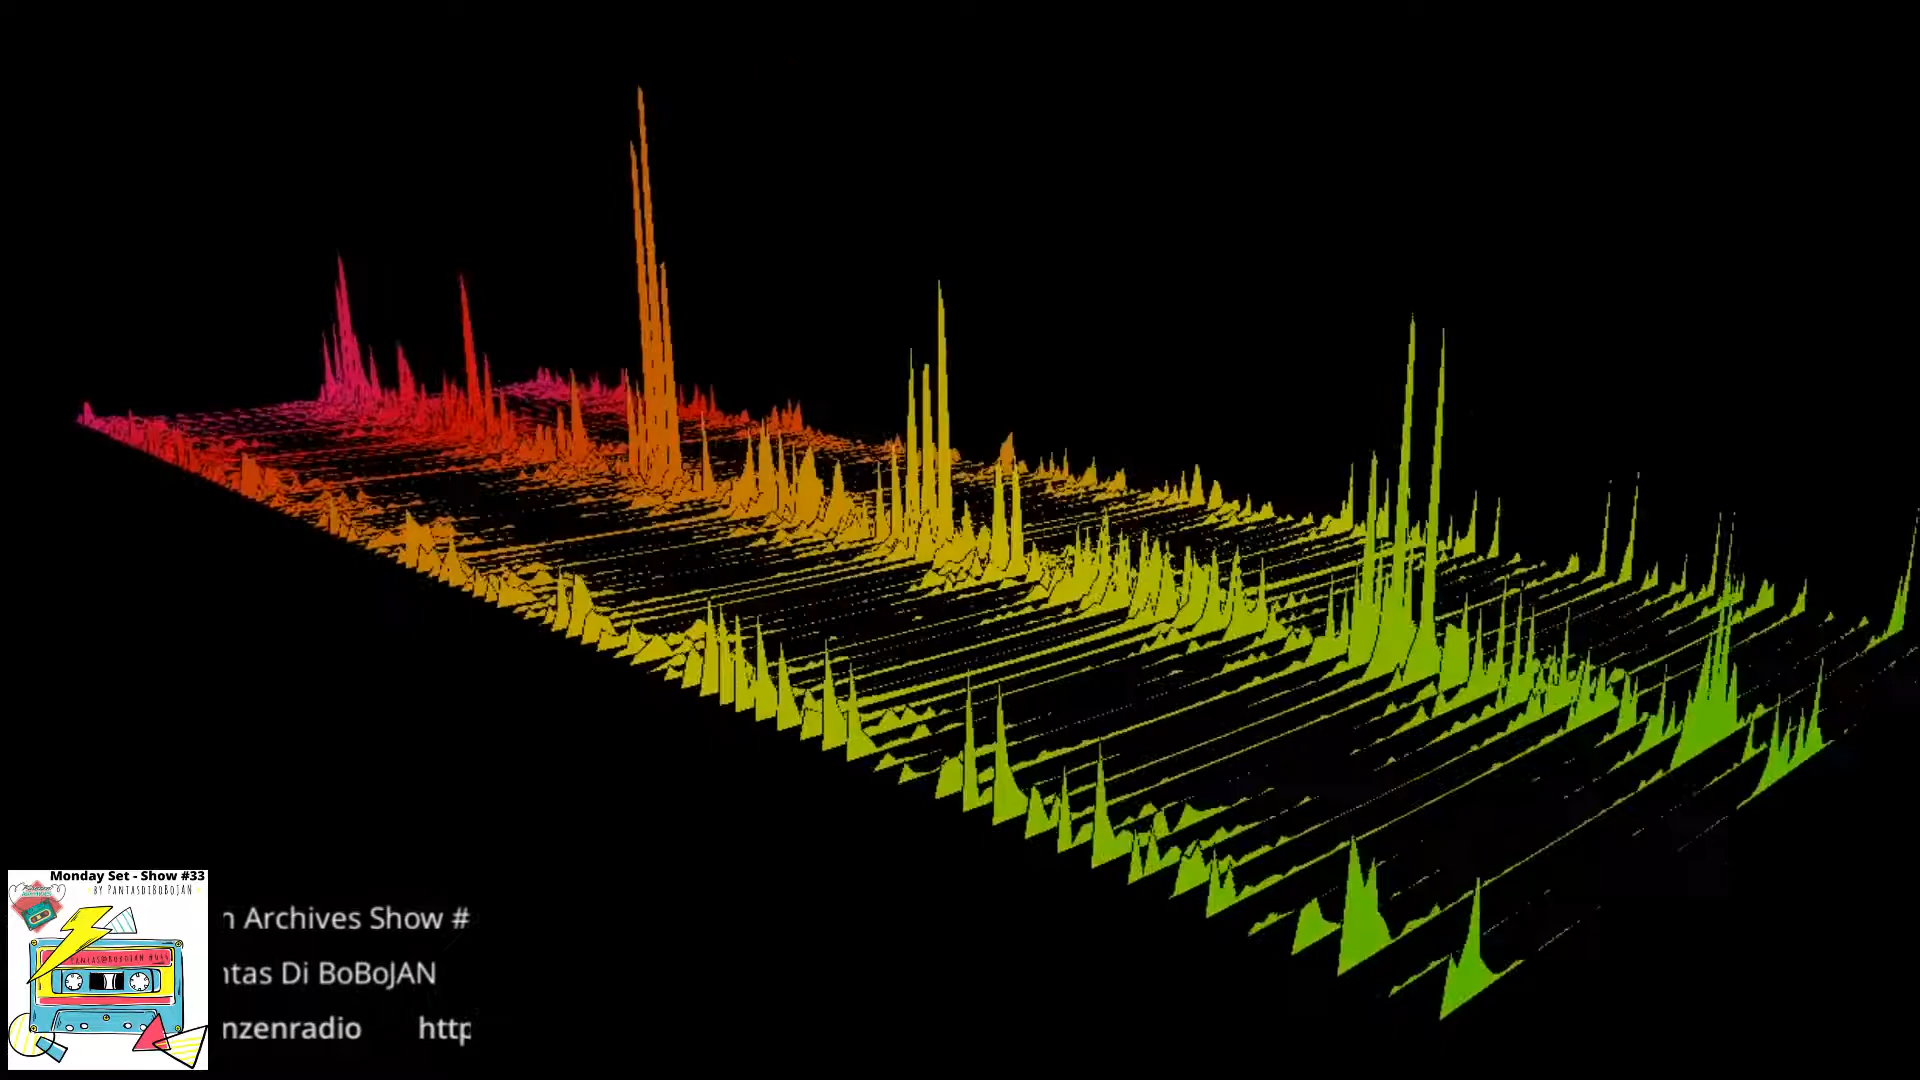 Monday Set - Show #33
BY PANTASDIBOBOJAN
n Archives Show #
ntas Di BoBoJAN
nzenradio http